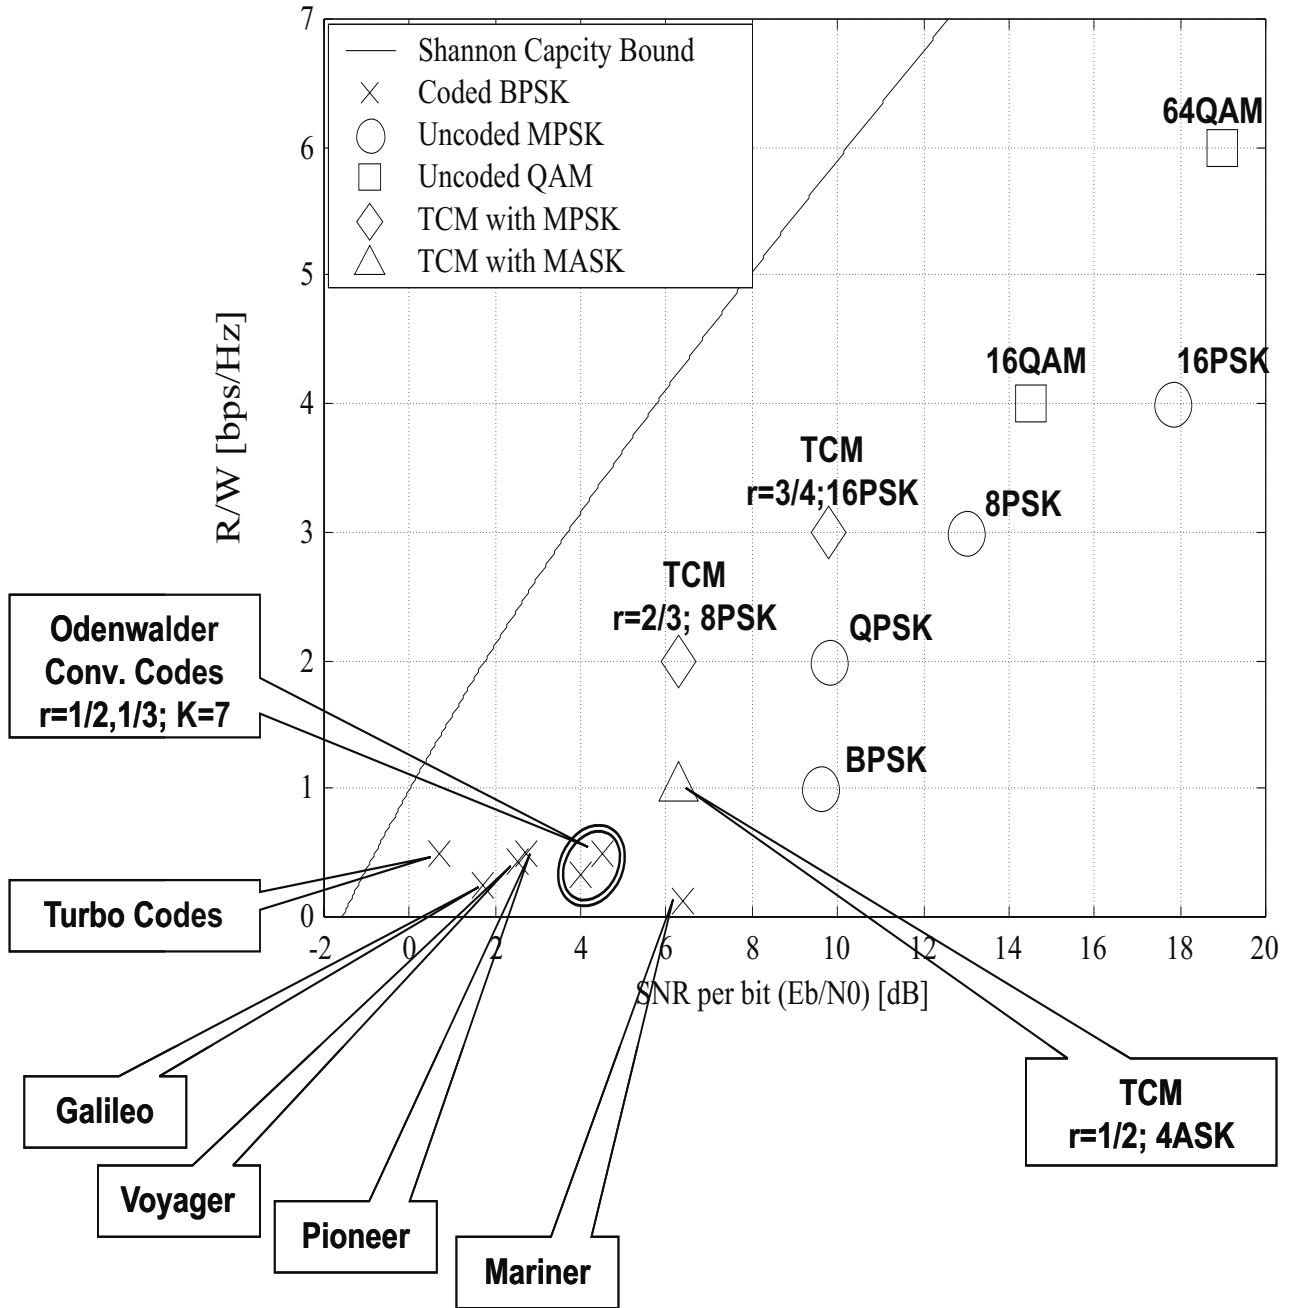 7
6
5
4
3
2
1
0
R/W [bps/Hz]
Shannon Capcity Bound
Coded BPSK
Uncoded MPSK
Uncoded QAM
TCM with MPSK
TCM with MASK
64QAM
16QAM
16PSK
TCM
r=3/4;16PSK
8PSK
TCM
r=2/3; 8PSK
QPSK
BPSK
Odenwalder
Conv. Codes
r=1/2,1/3; K=7
Turbo Codes
-2 0 2 4 6 8 10 12 14 16 18 20
SNR per bit (Eb/N0) [dB]
Galileo
Voyager
Pioneer
Mariner
TCM
r=1/2; 4ASK